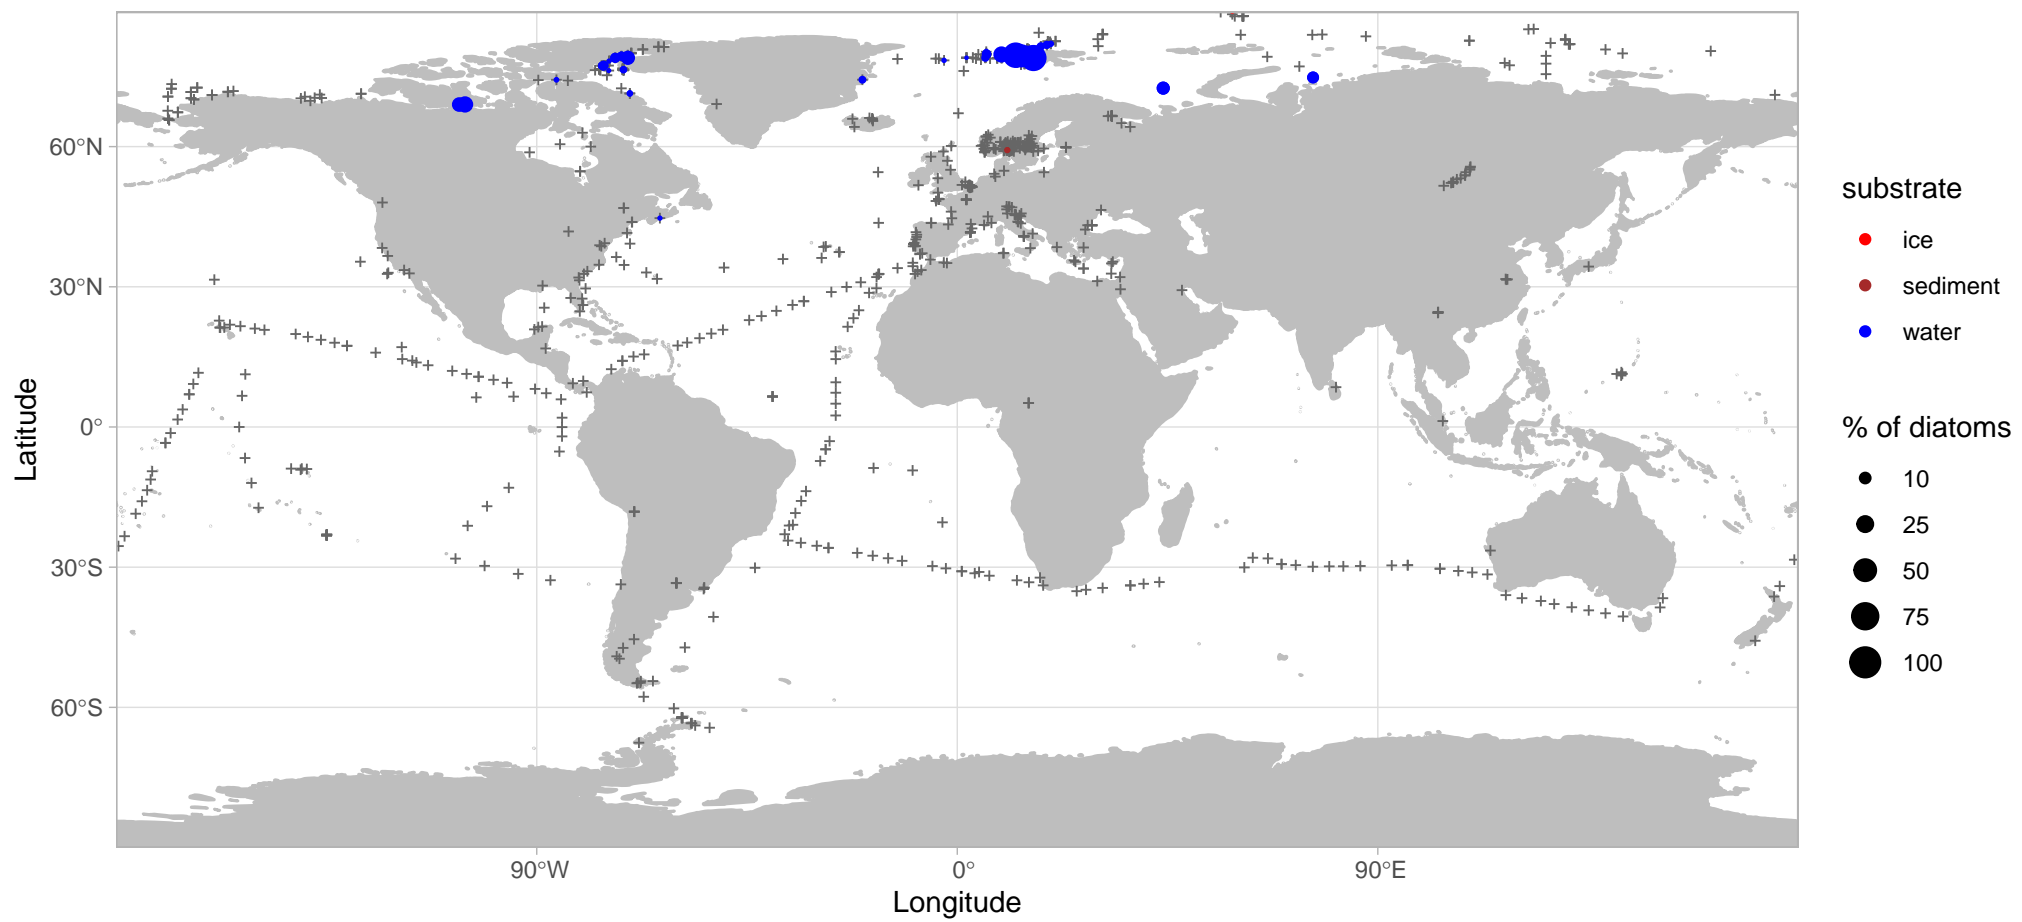 60°N
30°N
0°
30°S
60°S
Latitude
90°W
0°
90°E
Longitude
substrate
ice
sediment
water
% of diatoms
10
25
50
75
100